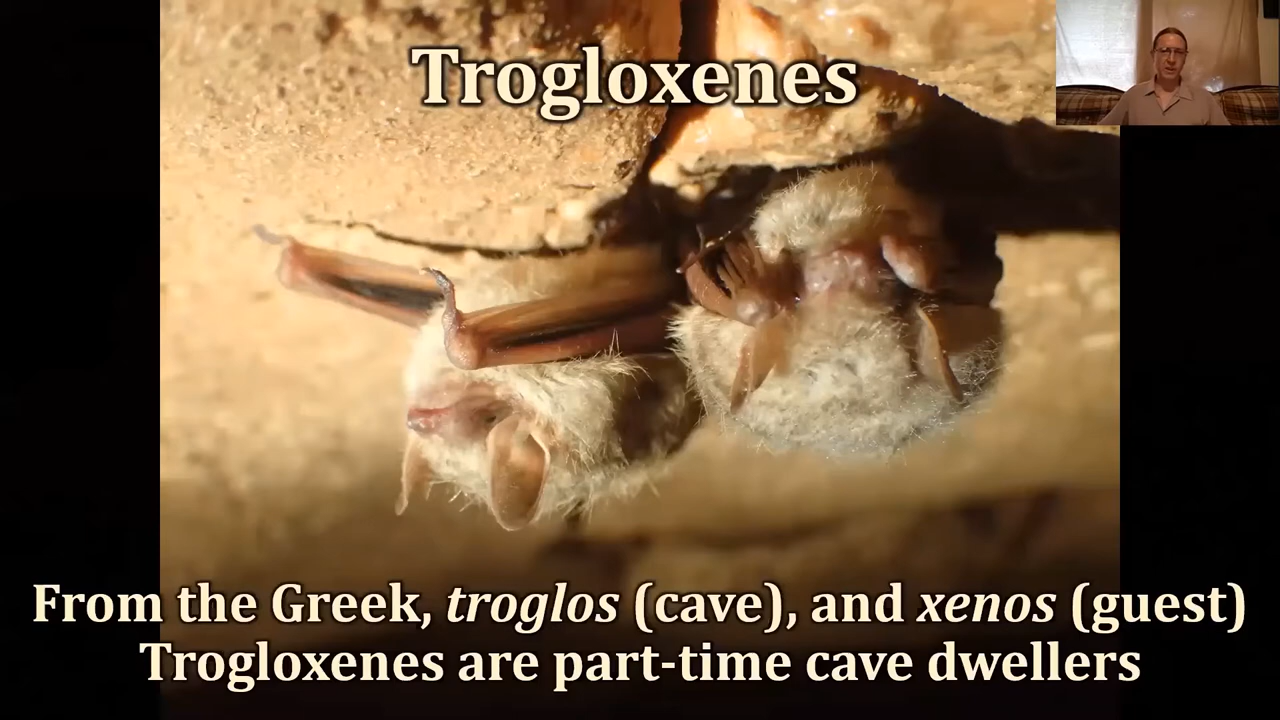 Trogloxenes
From the Greek, troglos (cave), and xenos (guest)
Trogloxenes are part-time cave dwellers